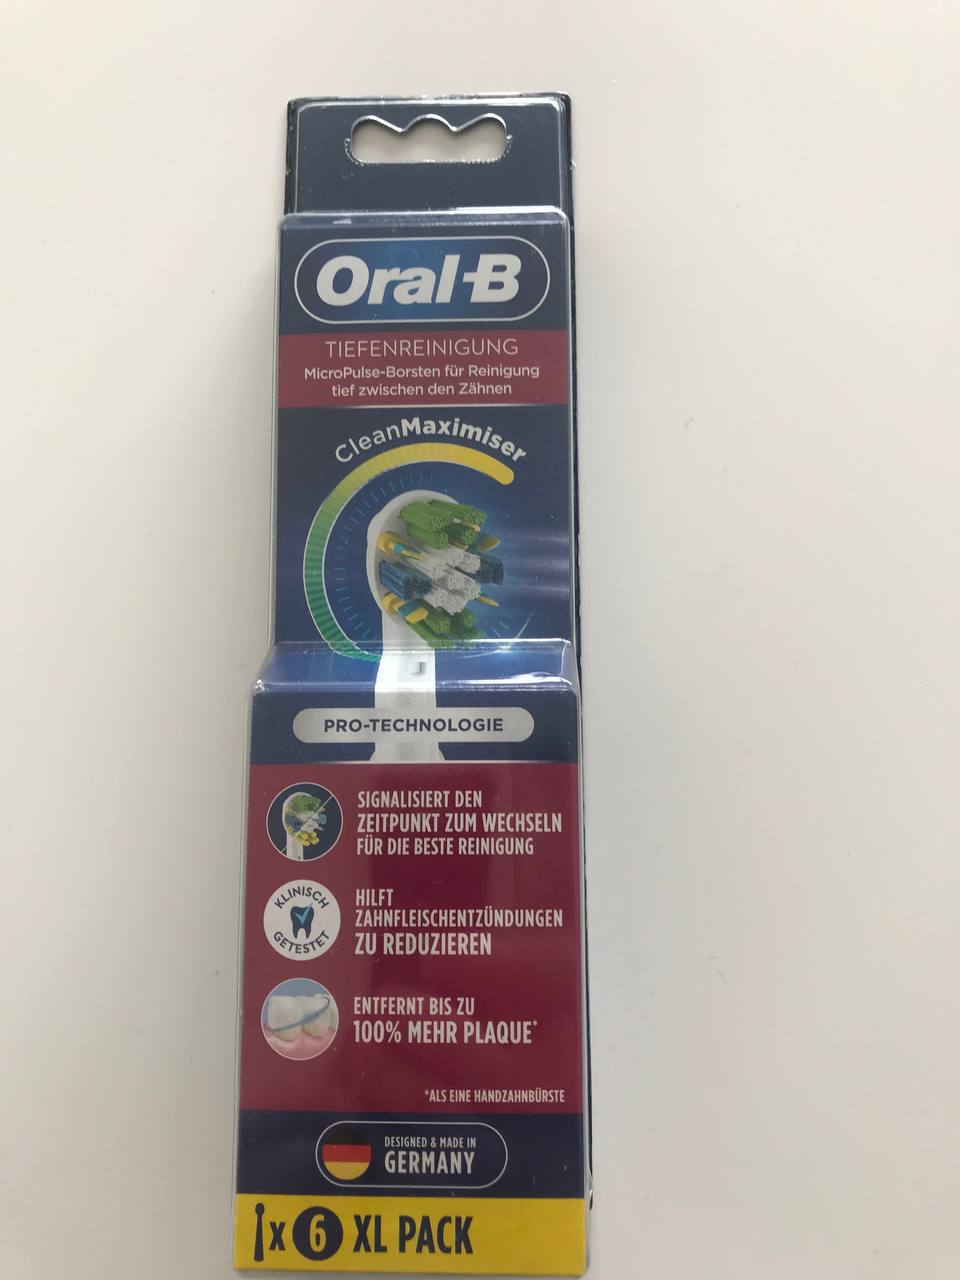 Oral-B
TIEFENREINIGUNG
MicroPulse-Borsten für Reinigung
tief zwischen den Zähnen
CleanMaximiser
PRO-TECHNOLOGIE
SIGNALISIERT DEN
ZEITPUNKT ZUM WECHSELN
FÜR DIE BESTE REINIGUNG
KLINISCH
GETESTET
HILFT
ZAHNFLEISCHENTZÜNDUNGEN
ZU REDUZIEREN
ENTFERNT BIS ZU
100% MEHR PLAQUE*
*ALS EINE HANDZAHNBÜRSTE
DESIGNED & MADE IN
GERMANY
x 6 XL PACK